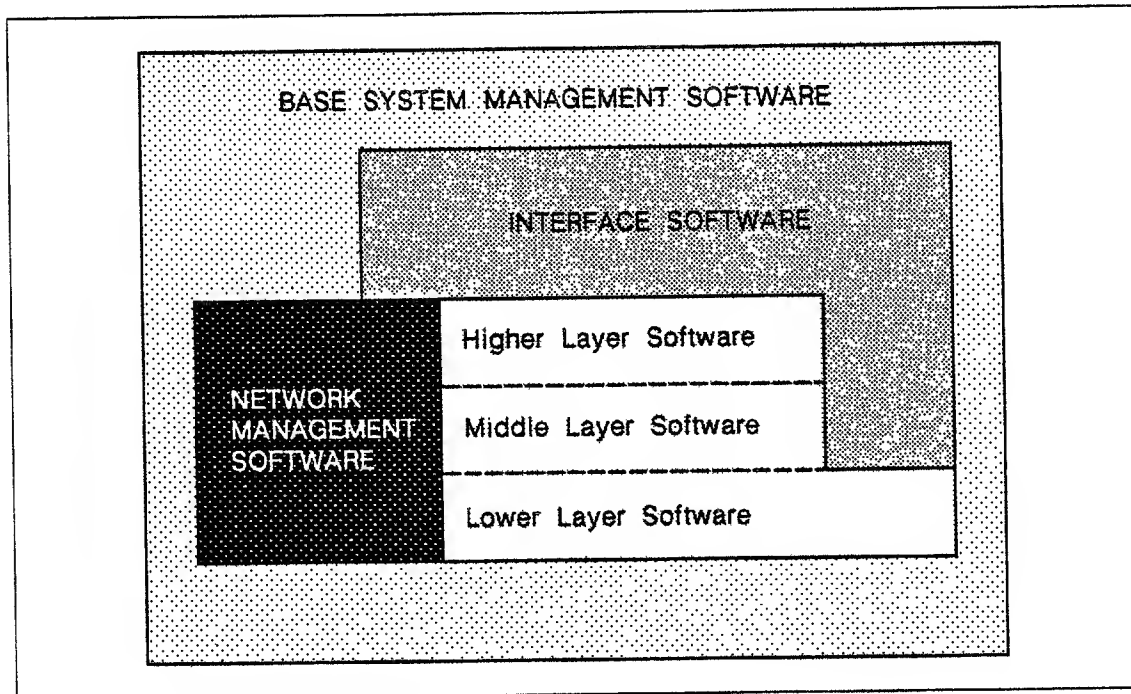 BASE SYSTEM MANAGEMENT SOFTWARE
INTERFACE SOFTWARE
Higher Layer Software
NETWORK
MANAGEMENT
SOFTWARE
Middle Layer Software
Lower Layer Software